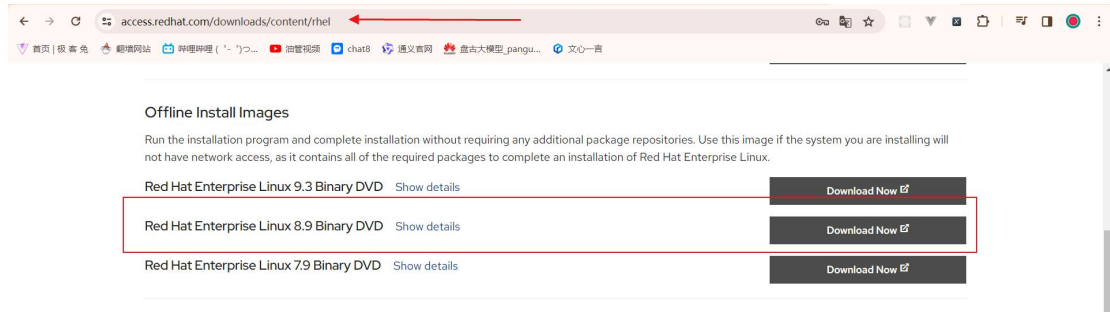 access.redhat.com/downloads/content/rhel
首页|极客兔 翻墙网站 哔哩哔哩 ( ゜- ゜)つ... 油管视频 chat8 通义官网 盘古大模型_pangu... 文心一言
Offline Install Images
Run the installation program and complete installation without requiring any additional package repositories. Use this image if the system you are installing will
not have network access, as it contains all of the required packages to complete an installation of Red Hat Enterprise Linux.
Red Hat Enterprise Linux 9.3 Binary DVD Show details Download Now
Red Hat Enterprise Linux 8.9 Binary DVD Show details Download Now
Red Hat Enterprise Linux 7.9 Binary DVD Show details Download Now